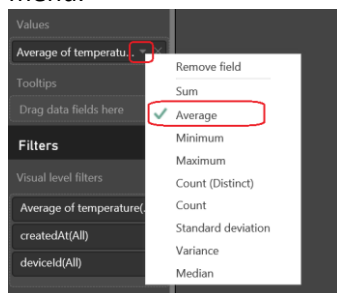 menu.
Values
Average of temperatu...
Tooltips
Drag data fields here
Filters
Visual level filters
Average of temperature(...
createdAt(All)
deviceId(All)
Remove field
Sum
Average
Minimum
Maximum
Count (Distinct)
Count
Standard deviation
Variance
Median